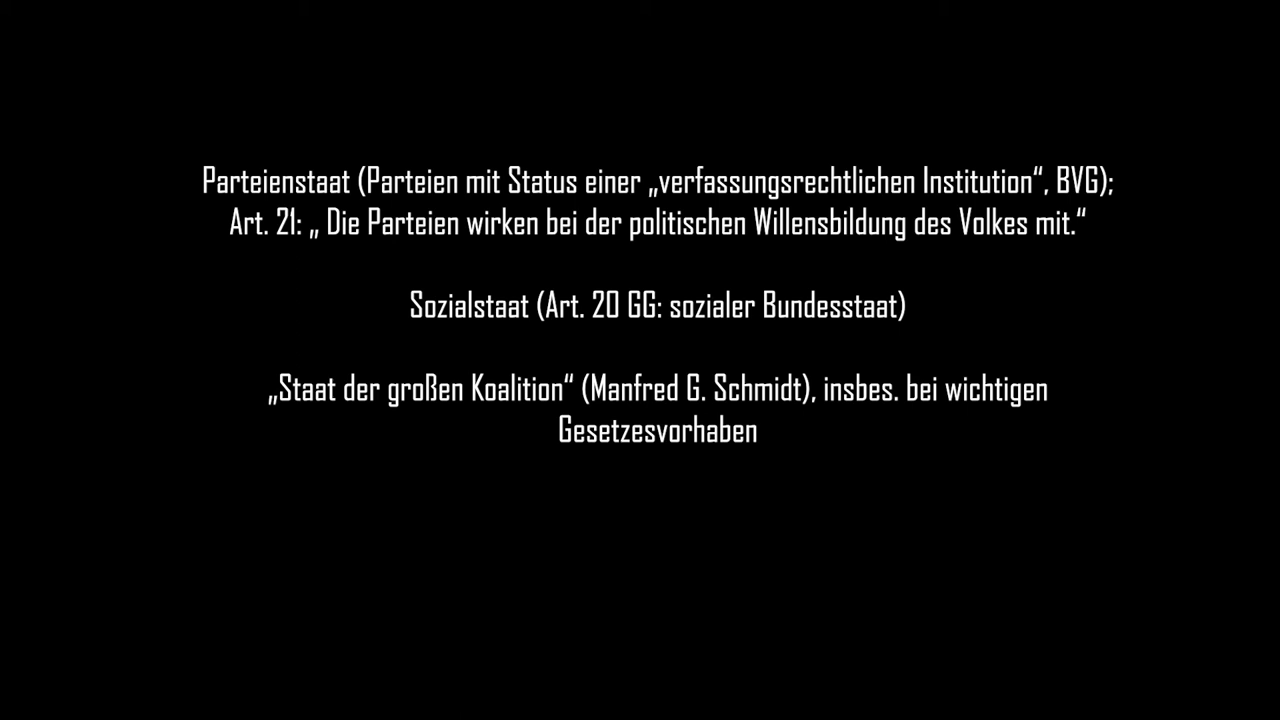 Parteienstaat (Parteien mit Status einer „verfassungsrechtlichen Institution“, BVG);
Art. 21: „ Die Parteien wirken bei der politischen Willensbildung des Volkes mit.“
Sozialstaat (Art. 20 GG: sozialer Bundesstaat)
„Staat der großen Koalition“ (Manfred G. Schmidt), insbes. bei wichtigen
Gesetzesvorhaben